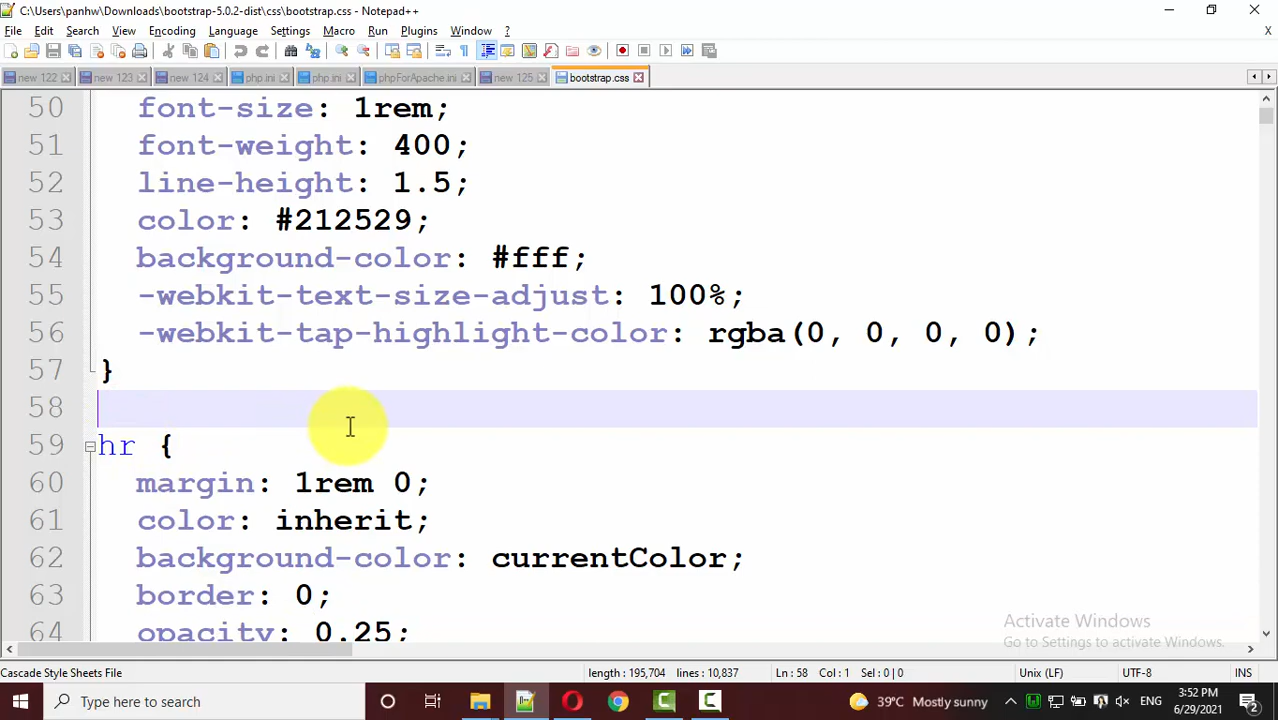 C:\Users\panhw\Downloads\bootstrap-5.0.2-dist\css\bootstrap.css - Notepad++
File Edit Search View Encoding Language Settings Tools Macro Run Plugins Window ?
X
new 122 new 123 new 124 php.ini php.ini phpForApache.ini new 125 bootstrap.css
50 font-size: 1rem;
51 font-weight: 400;
52 line-height: 1.5;
53 color: #212529;
54 background-color: #fff;
55 -webkit-text-size-adjust: 100%;
56 -webkit-tap-highlight-color: rgba(0, 0, 0, 0);
57 }
58
59 hr {
60 margin: 1rem 0;
61 color: inherit;
62 background-color: currentColor;
63 border: 0;
64 opacity: 0.25;
Activate Windows
Go to Settings to activate Windows.
Cascade Style Sheets File length : 195,704 lines : 10,837 Ln : 58 Col : 1 Sel : 0 | 0 Unix (LF) UTF-8 INS
Type here to search 39°C Mostly sunny ENG 3:52 PM
6/29/2021 2